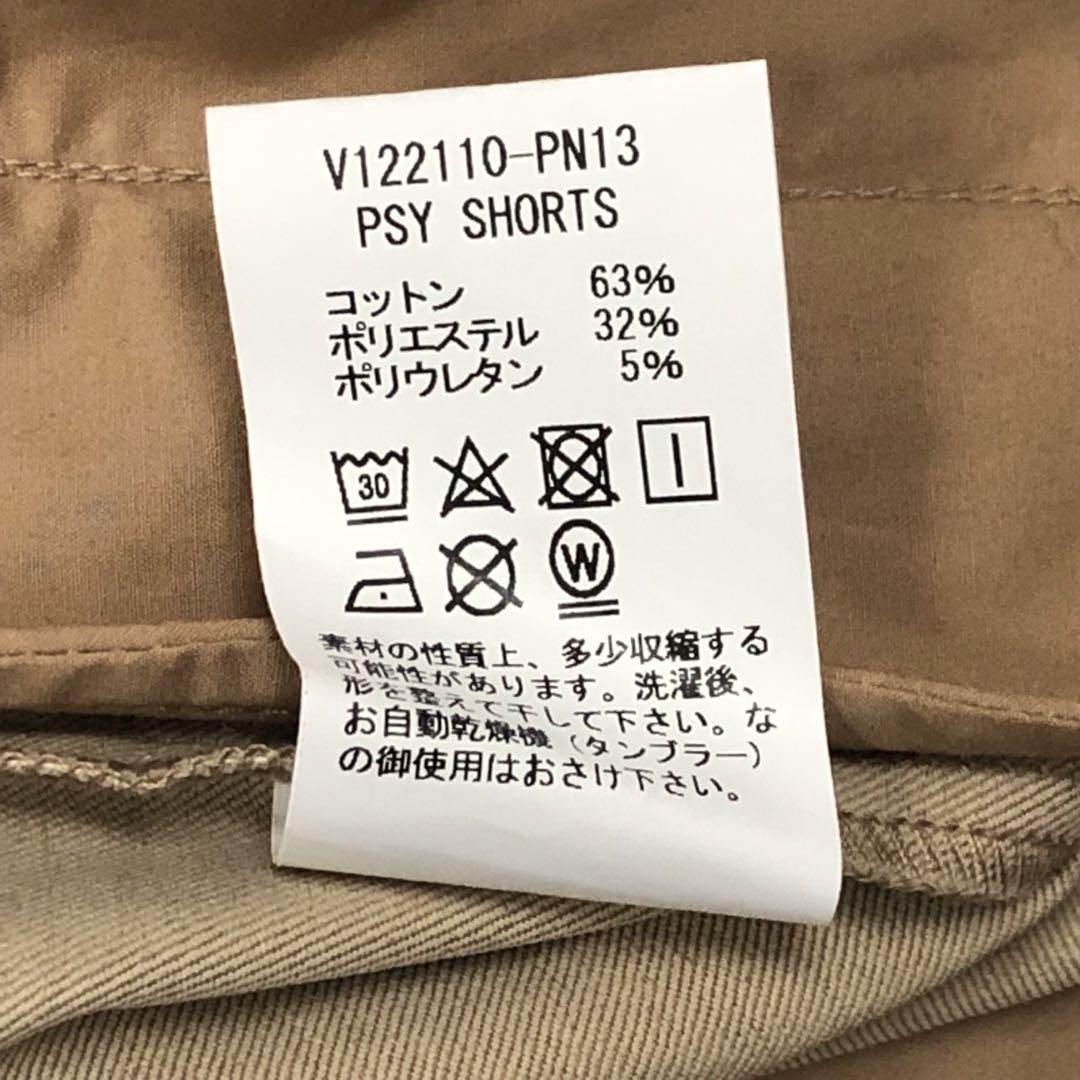 V122110-PN13
PSY SHORTS
コットン 63%
ポリエステル 32%
ポリウレタン 5%
30
W
素材の性質上、多少収縮する
可能性があります。洗濯後、
形を整えて干して下さい。な
お自動乾燥機(タンブラー)
の御使用はおさけ下さい。